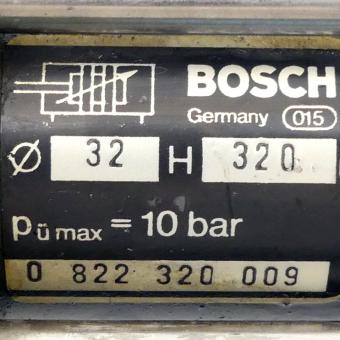 BOSCH
Germany 015
Ø 32 H 320
pü max = 10 bar
0 822 320 009